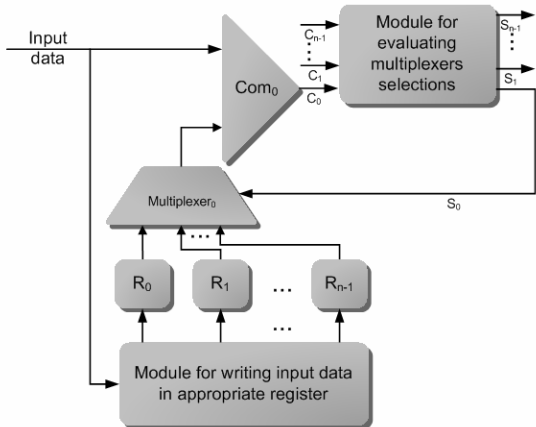 Input
data
Com₀
Cₙ₋₁
⋮
C₁
C₀
Module for
evaluating
multiplexers
selections
Sₙ₋₁
⋮
S₁
S₀
Multiplexer₀
...
R₀ R₁ ... Rₙ₋₁
...
Module for writing input data
in appropriate register